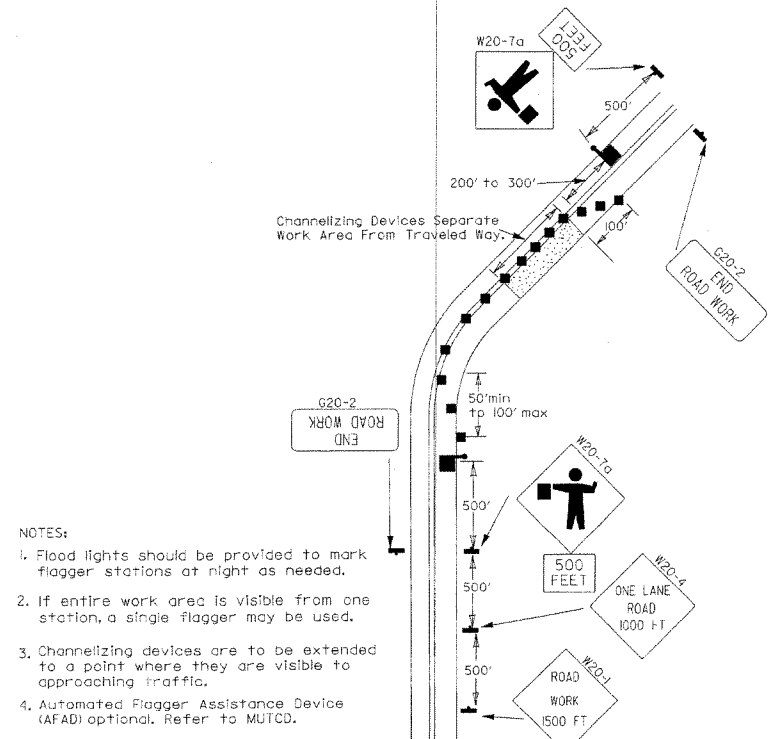 W20-7a
500
FEET
500'
200' to 300'
Channelizing Devices Separate
Work Area From Traveled Way.
100'
G20-2
END
ROAD WORK
G20-2
END
ROAD WORK
50'min
to 100' max
W20-7a
500'
500
FEET
500'
W20-4
ONE LANE
ROAD
1000 FT
500'
W20-1
ROAD
WORK
1500 FT
NOTES:
1. Flood lights should be provided to mark
flagger stations at night as needed.
2. If entire work area is visible from one
station, a single flagger may be used.
3. Channelizing devices are to be extended
to a point where they are visible to
approaching traffic.
4. Automated Flagger Assistance Device
(AFAD) optional. Refer to MUTCD.